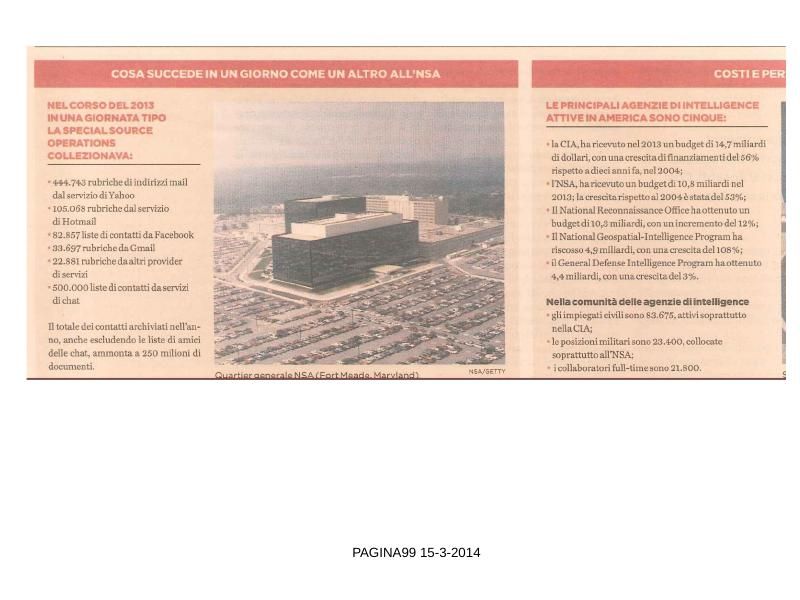 COSA SUCCEDE IN UN GIORNO COME UN ALTRO ALL'NSA
NEL CORSO DEL 2013
IN UNA GIORNATA TIPO
LA SPECIAL SOURCE
OPERATIONS
COLLEZIONAVA:
• 444.743 rubriche di indirizzi mail
dal servizio di Yahoo
• 105.068 rubriche dal servizio
di Hotmail
• 82.857 liste di contatti da Facebook
• 33.697 rubriche da Gmail
• 22.881 rubriche da altri provider
di servizi
• 500.000 liste di contatti da servizi
di chat
Il totale dei contatti archiviati nell'an-
no, anche escludendo le liste di amici
delle chat, ammonta a 250 milioni di
documenti.
Quartier generale NSA (Fort Meade, Maryland).
NSA/GETTY
COSTI E PER
LE PRINCIPALI AGENZIE DI INTELLIGENCE
ATTIVE IN AMERICA SONO CINQUE:
• la CIA, ha ricevuto nel 2013 un budget di 14,7 miliardi
di dollari, con una crescita di finanziamenti del 56%
rispetto a dieci anni fa, nel 2004;
• l'NSA, ha ricevuto un budget di 10,8 miliardi nel
2013; la crescita rispetto al 2004 è stata del 53%;
• Il National Reconnaissance Office ha ottenuto un
budget di 10,3 miliardi, con un incremento del 12%;
• Il National Geospatial-Intelligence Program ha
riscosso 4,9 miliardi, con una crescita del 108%;
• il General Defense Intelligence Program ha ottenuto
4,4 miliardi, con una crescita del 3%.
Nella comunità delle agenzie di intelligence
• gli impiegati civili sono 83.675, attivi soprattutto
nella CIA;
• le posizioni militari sono 23.400, collocate
soprattutto all'NSA;
• i collaboratori full-time sono 21.800.
PAGINA99 15-3-2014